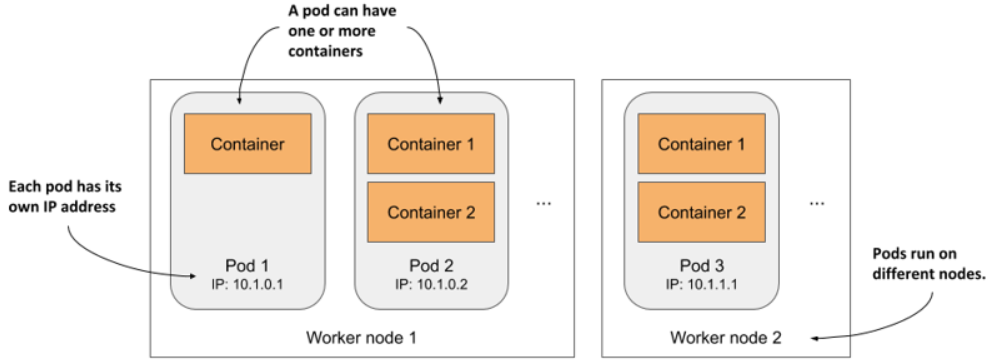 A pod can have
one or more
containers
Container
Container 1
Container 2
Container 1
Container 2
Each pod has its
own IP address
...
...
Pod 1
IP: 10.1.0.1
Pod 2
IP: 10.1.0.2
Pod 3
IP: 10.1.1.1
Pods run on
different nodes.
Worker node 1
Worker node 2